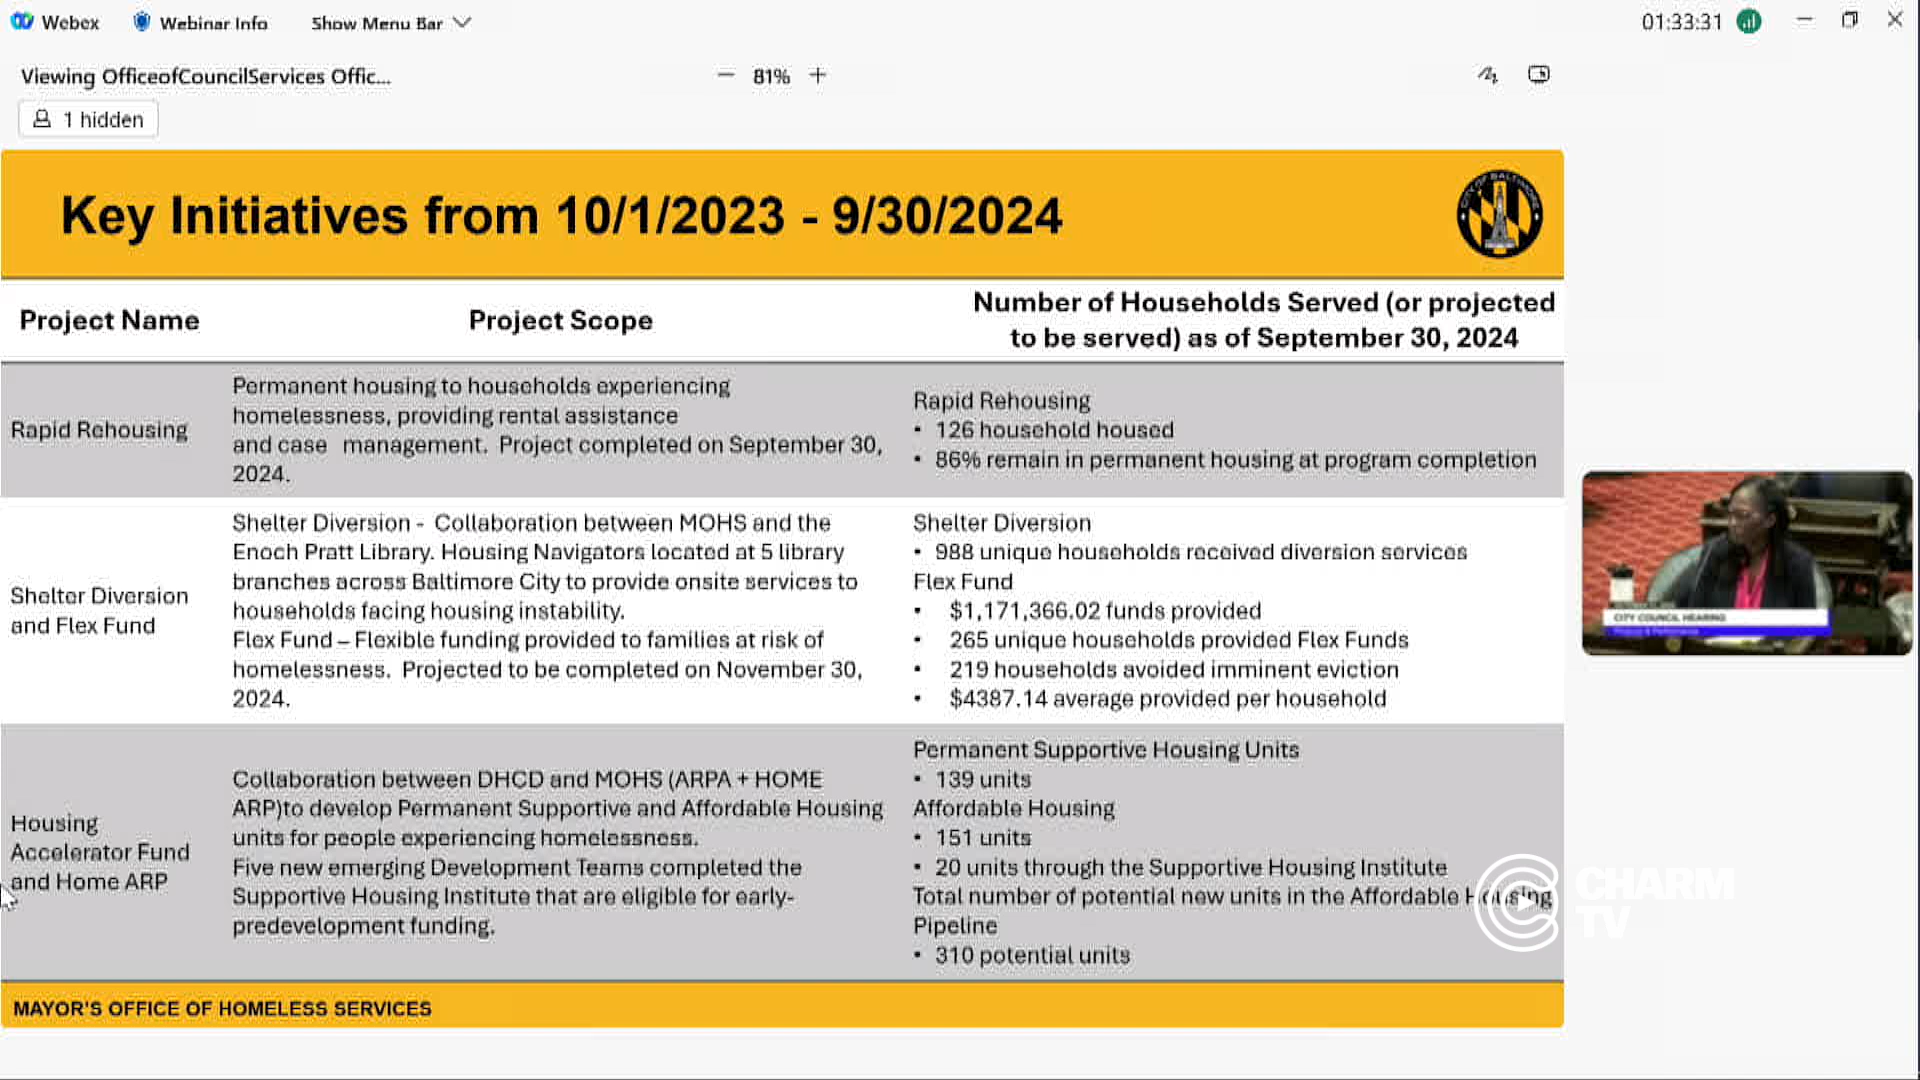 Webex
Webinar Info
Show Menu Bar
01:33:31
Viewing OfficeofCouncilServices Offic...
81%
1 hidden
Key Initiatives from 10/1/2023 - 9/30/2024
CITY OF BALTIMORE
Project Name
Project Scope
Number of Households Served (or projected
to be served) as of September 30, 2024
Rapid Rehousing
Permanent housing to households experiencing
homelessness, providing rental assistance
and case management. Project completed on September 30,
2024.
Rapid Rehousing
• 126 household housed
• 86% remain in permanent housing at program completion
Shelter Diversion
and Flex Fund
Shelter Diversion - Collaboration between MOHS and the
Enoch Pratt Library. Housing Navigators located at 5 library
branches across Baltimore City to provide onsite services to
households facing housing instability.
Flex Fund – Flexible funding provided to families at risk of
homelessness. Projected to be completed on November 30,
2024.
Shelter Diversion
• 988 unique households received diversion services
Flex Fund
• $1,171,366.02 funds provided
• 265 unique households provided Flex Funds
• 219 households avoided imminent eviction
• $4387.14 average provided per household
CITY COUNCIL HEARING
Housing
Accelerator Fund
and Home ARP
Collaboration between DHCD and MOHS (ARPA + HOME
ARP)to develop Permanent Supportive and Affordable Housing
units for people experiencing homelessness.
Five new emerging Development Teams completed the
Supportive Housing Institute that are eligible for early-
predevelopment funding.
Permanent Supportive Housing Units
• 139 units
Affordable Housing
• 151 units
• 20 units through the Supportive Housing Institute
Total number of potential new units in the Affordable Housing
Pipeline
• 310 potential units
CHARM
TV
MAYOR'S OFFICE OF HOMELESS SERVICES